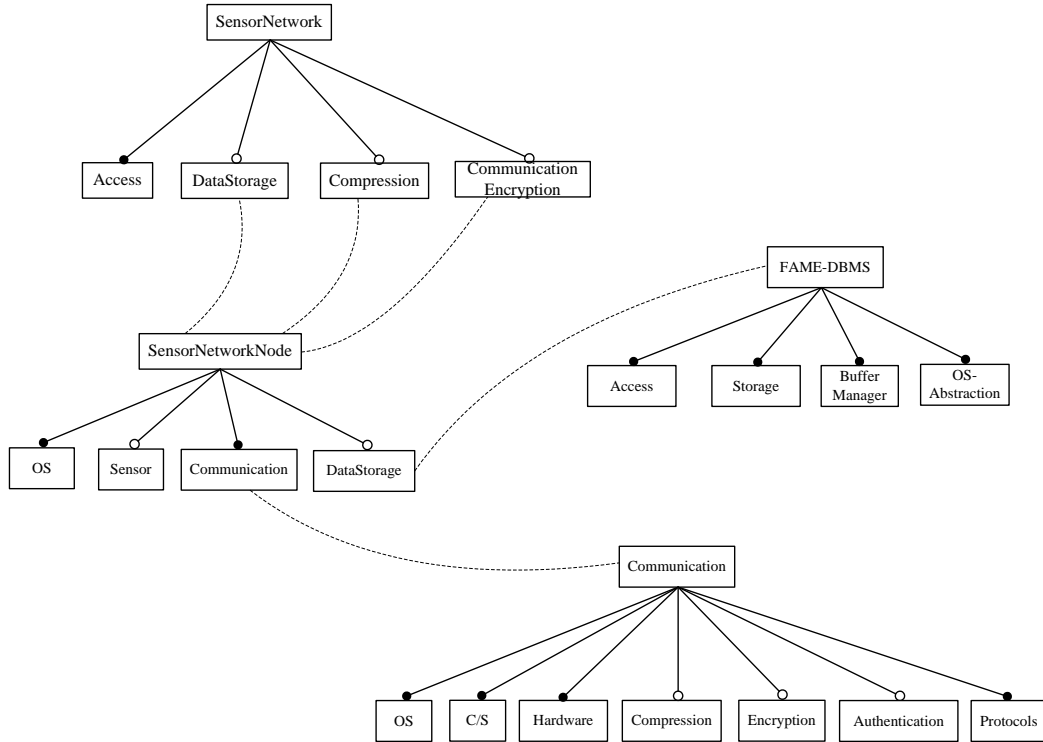 SensorNetwork
Access
DataStorage
Compression
Communication
Encryption
FAME-DBMS
SensorNetworkNode
Access
Storage
Buffer
Manager
OS-
Abstraction
OS
Sensor
Communication
DataStorage
Communication
OS
C/S
Hardware
Compression
Encryption
Authentication
Protocols